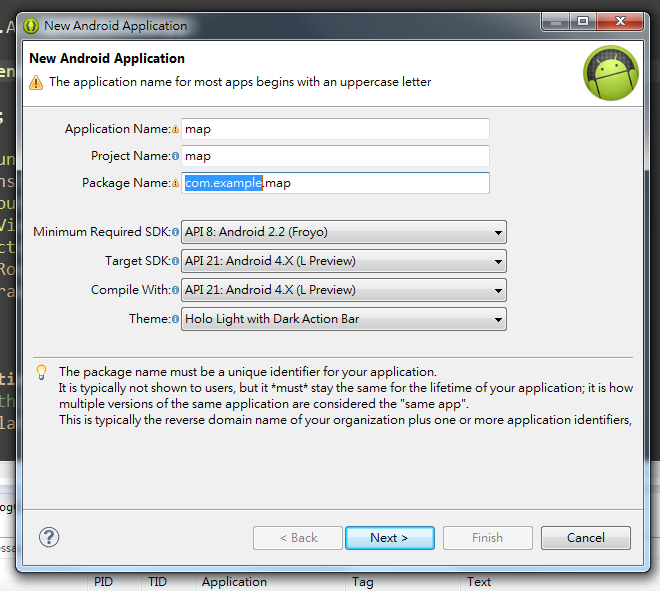 New Android Application
New Android Application
The application name for most apps begins with an uppercase letter
Application Name: map
Project Name: map
Package Name: com.example.map
Minimum Required SDK: API 8: Android 2.2 (Froyo)
Target SDK: API 21: Android 4.X (L Preview)
Compile With: API 21: Android 4.X (L Preview)
Theme: Holo Light with Dark Action Bar
The package name must be a unique identifier for your application.
It is typically not shown to users, but it *must* stay the same for the lifetime of your application; it is how
multiple versions of the same application are considered the "same app".
This is typically the reverse domain name of your organization plus one or more application identifiers,
< Back Next > Finish Cancel
PID TID Application Tag Text